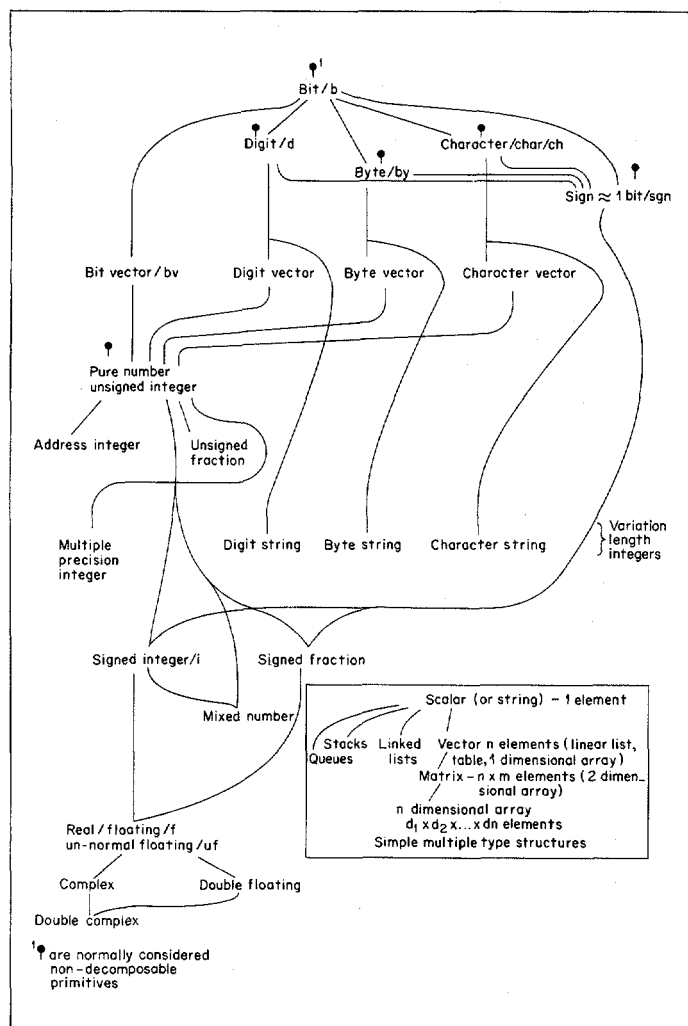 1
Bit/b
Digit/d
Character/char/ch
Byte/by
Sign ≈ 1 bit/sgn
Bit vector/bv
Digit vector
Byte vector
Character vector
Pure number
unsigned integer
Address integer
Unsigned
fraction
Multiple
precision
integer
Digit string
Byte string
Character string
Variation
length
integers
Signed integer/i
Signed fraction
Mixed number
Scalar (or string) – 1 element
Stacks
Queues
Linked
lists
Vector n elements (linear list,
table, 1 dimensional array)
Matrix – n x m elements (2 dimen-
sional array)
n dimensional array
d1 x d2 x ... x dn elements
Simple multiple type structures
Real/floating/f
un-normal floating/uf
Complex
Double floating
Double complex
1 are normally considered
non-decomposable
primitives